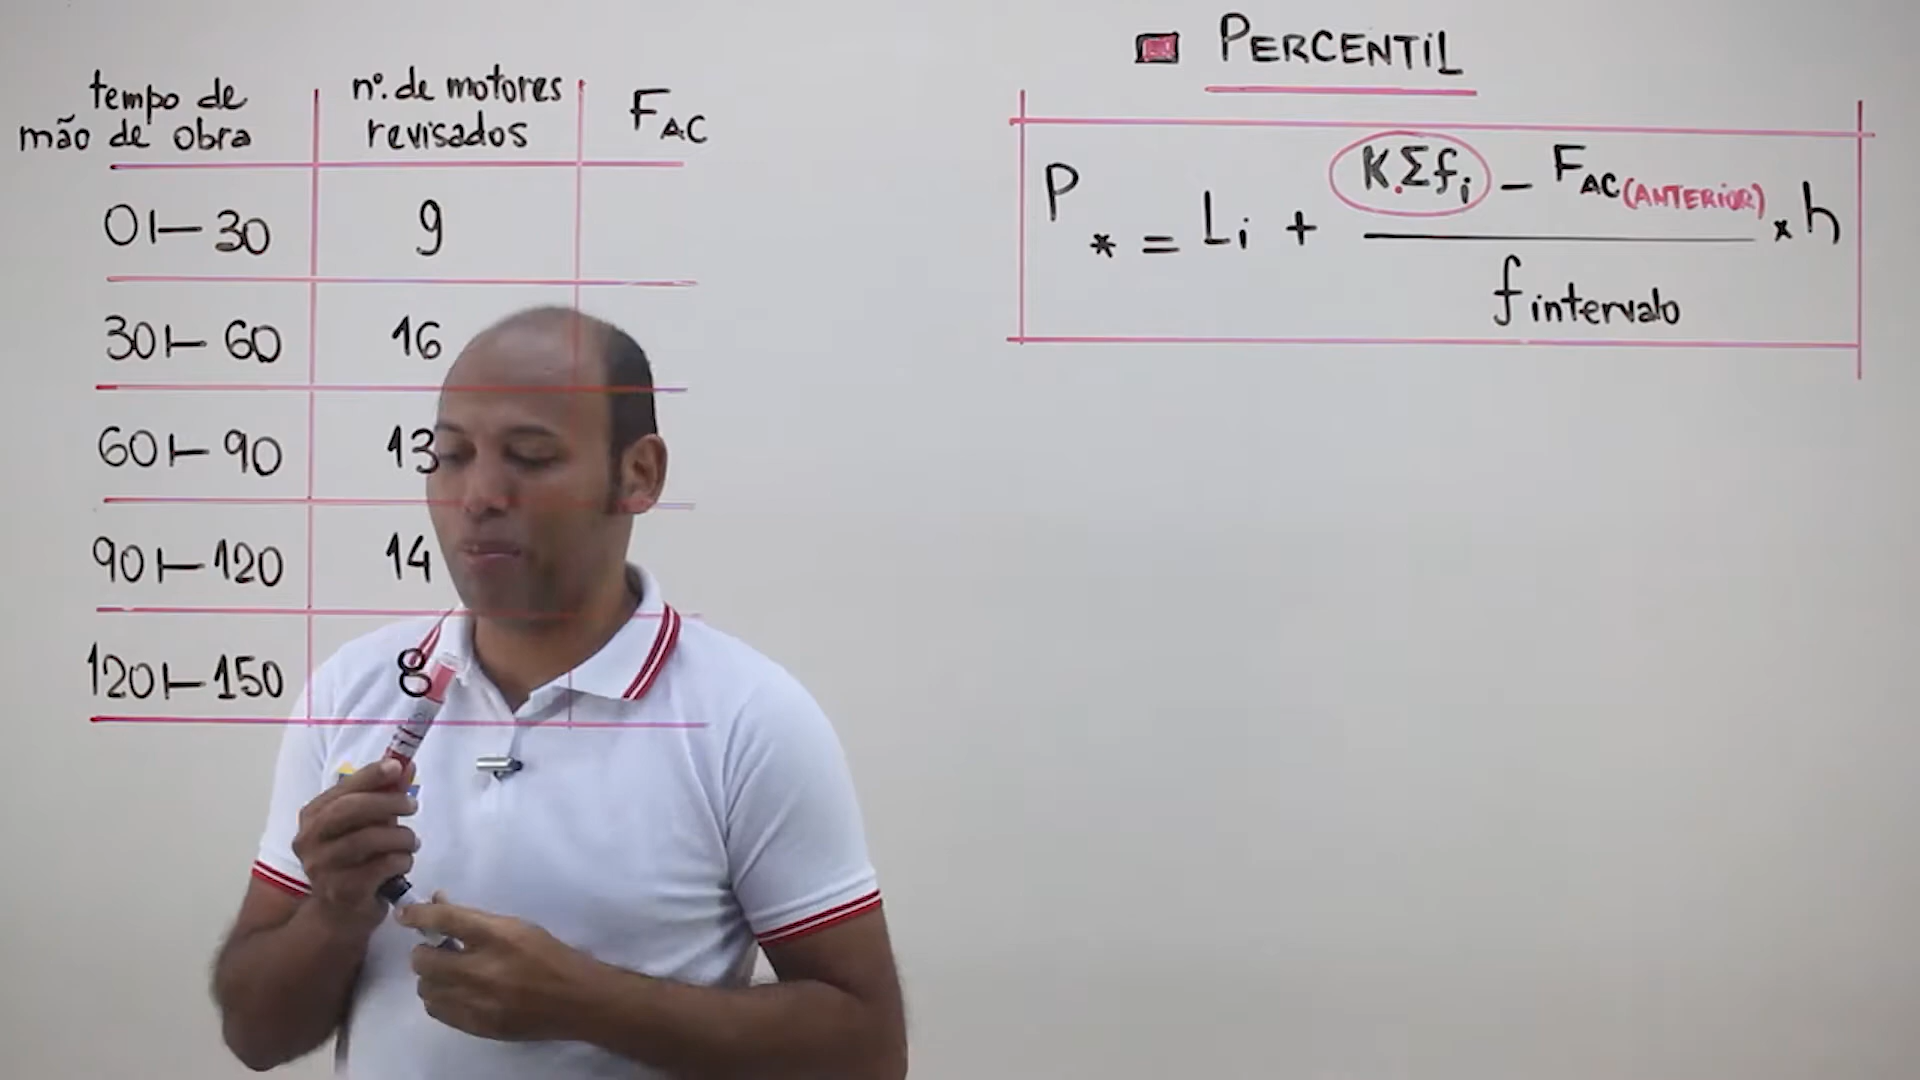 PERCENTIL
tempo de mão de obra | nº. de motores revisados | FAC
0 ⊢ 30 | 9
30 ⊢ 60 | 16
60 ⊢ 90 | 13
90 ⊢ 120 | 14
120 ⊢ 150 | 8
P* = Li + (K.Σfi − FAC(ANTERIOR)) / fintervalo × h